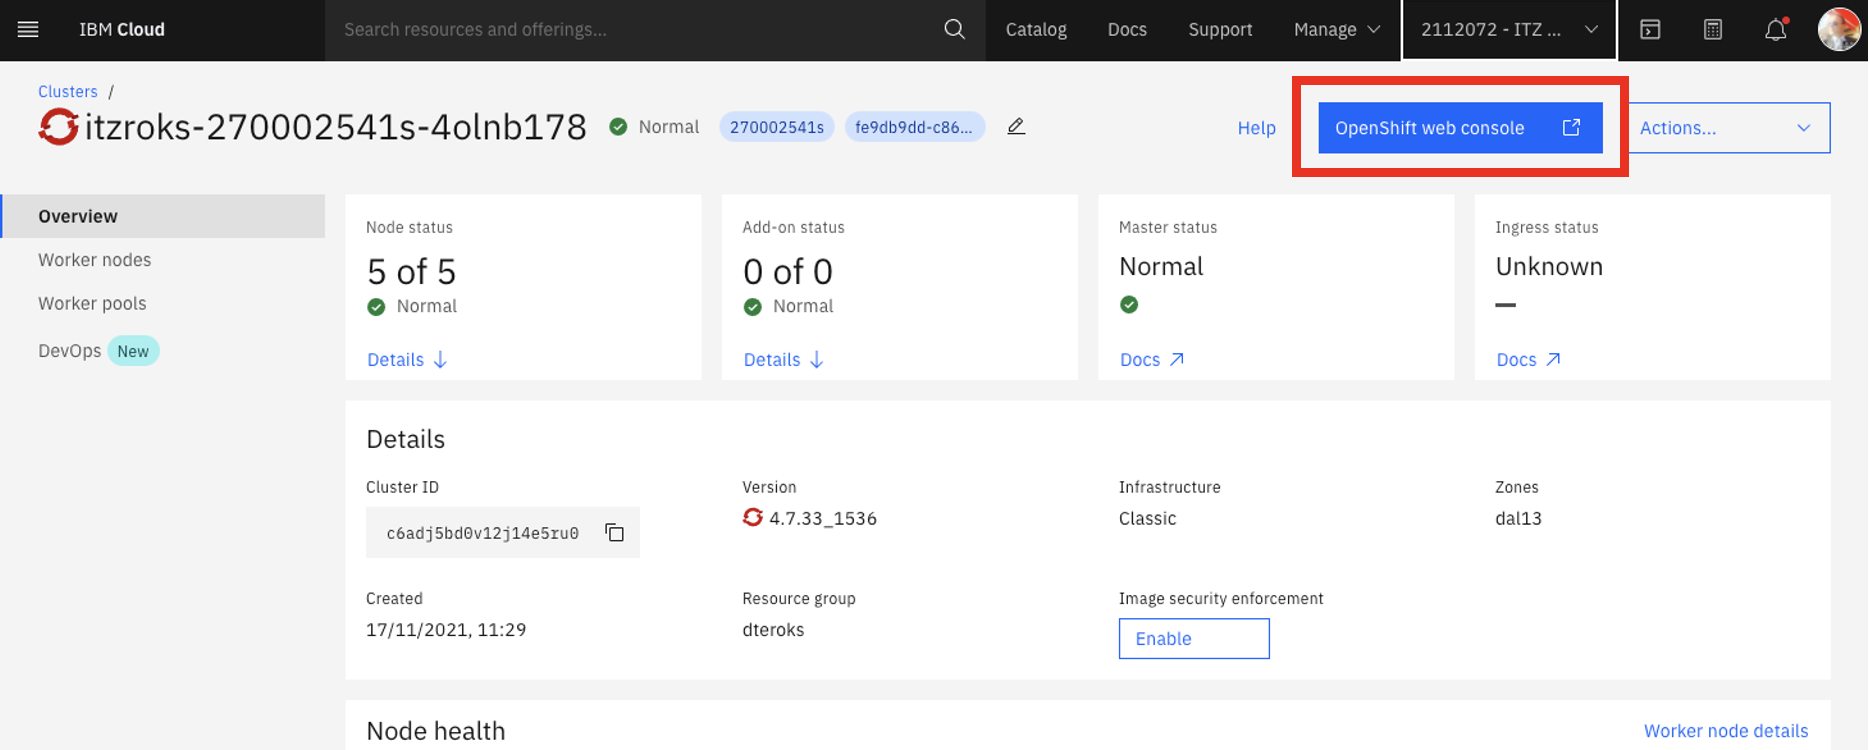 IBM Cloud
Search resources and offerings...
Catalog
Docs
Support
Manage
2112072 - ITZ ...
Clusters /
itzroks-270002541s-4olnb178
Normal
270002541s
fe9db9dd-c86...
Help
OpenShift web console
Actions...
Overview
Worker nodes
Worker pools
DevOps New
Node status
5 of 5
Normal
Details
Add-on status
0 of 0
Normal
Details
Master status
Normal
Docs
Ingress status
Unknown
—
Docs
Details
Cluster ID
c6adj5bd0v12j14e5ru0
Version
4.7.33_1536
Infrastructure
Classic
Zones
dal13
Created
17/11/2021, 11:29
Resource group
dteroks
Image security enforcement
Enable
Node health
Worker node details